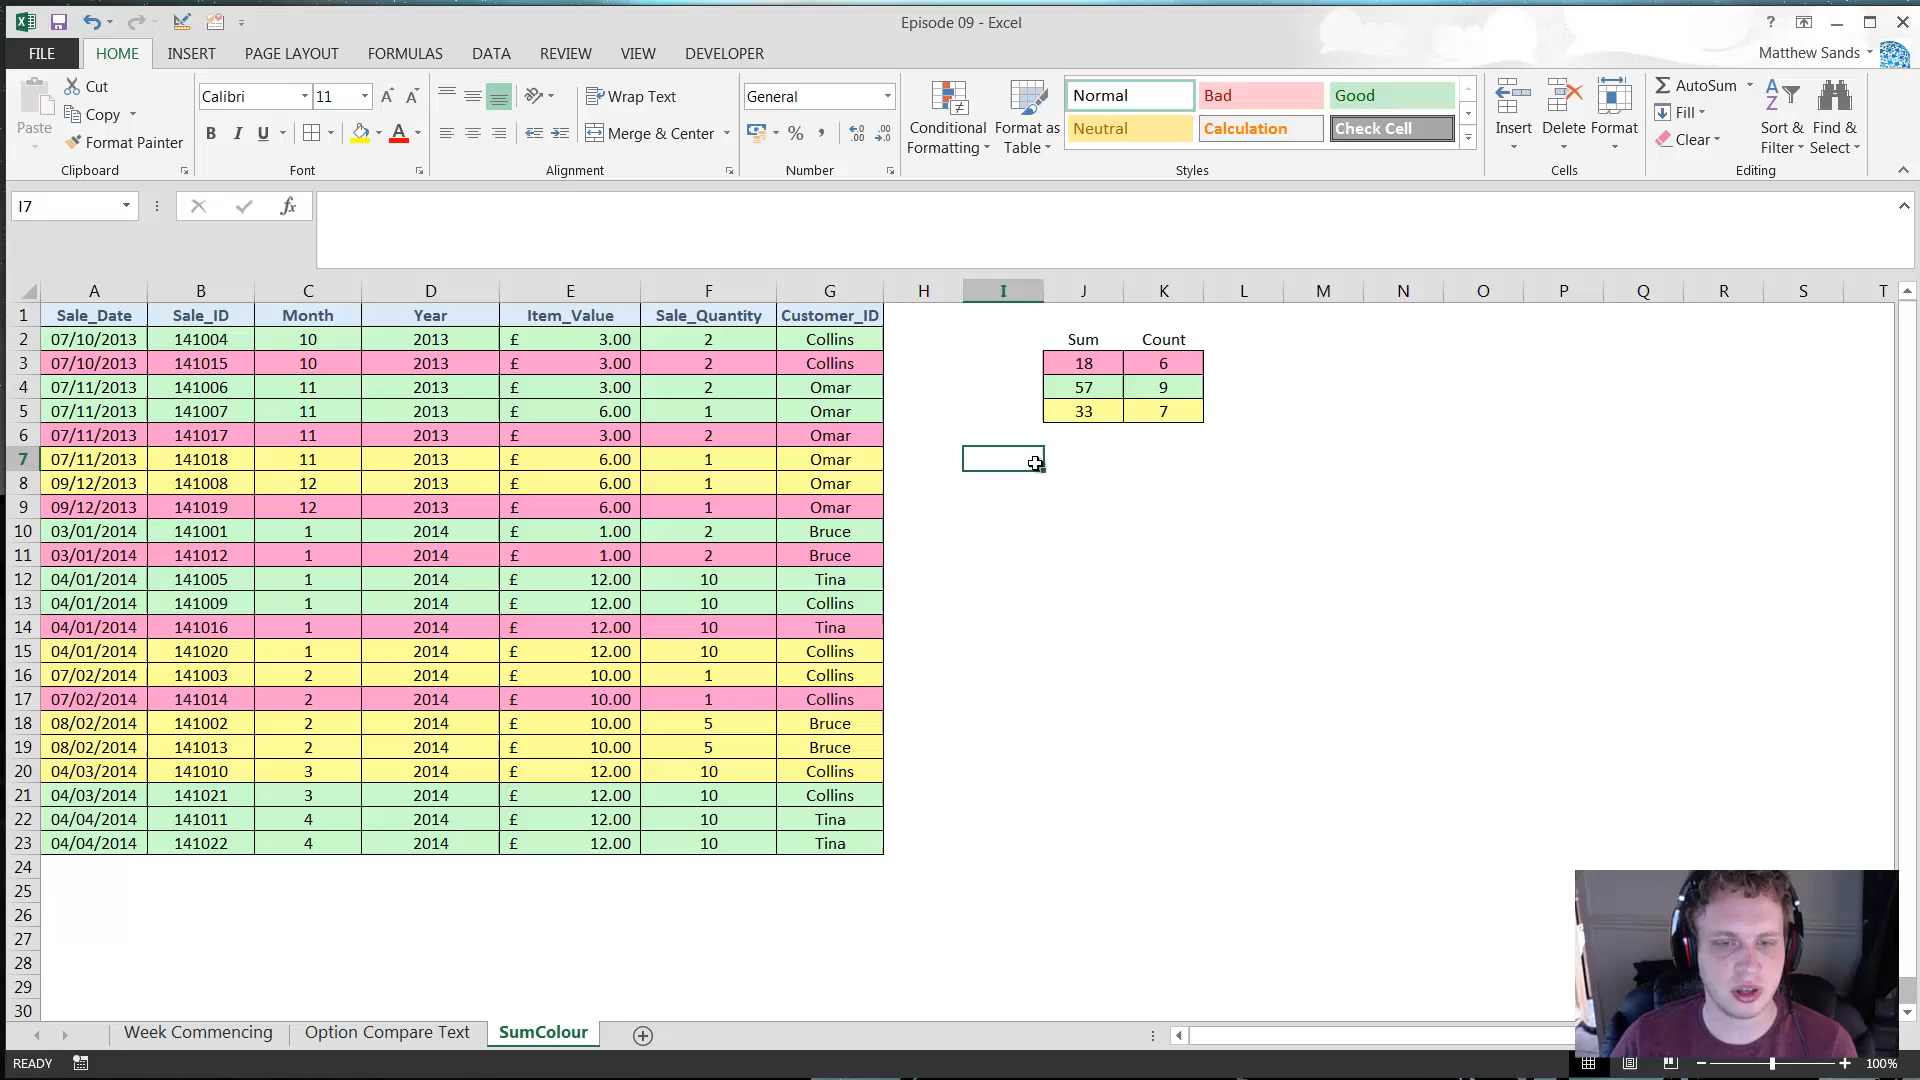 Episode 09 - Excel
FILE HOME INSERT PAGE LAYOUT FORMULAS DATA REVIEW VIEW DEVELOPER Matthew Sands
Paste Cut Copy Format Painter
Calibri 11
Wrap Text
Merge & Center
General
Conditional Formatting Format as Table
Normal Bad Good
Neutral Calculation Check Cell
Insert Delete Format
AutoSum Fill Clear
Sort & Filter Find & Select
Clipboard Font Alignment Number Styles Cells Editing
I7 fx
A B C D E F G H I J K L M N O P Q R S T
1 Sale_Date Sale_ID Month Year Item_Value Sale_Quantity Customer_ID
2 07/10/2013 141004 10 2013 £ 3.00 2 Collins Sum Count
3 07/10/2013 141015 10 2013 £ 3.00 2 Collins 18 6
4 07/11/2013 141006 11 2013 £ 3.00 2 Omar 57 9
5 07/11/2013 141007 11 2013 £ 6.00 1 Omar 33 7
6 07/11/2013 141017 11 2013 £ 3.00 2 Omar
7 07/11/2013 141018 11 2013 £ 6.00 1 Omar
8 09/12/2013 141008 12 2013 £ 6.00 1 Omar
9 09/12/2013 141019 12 2013 £ 6.00 1 Omar
10 03/01/2014 141001 1 2014 £ 1.00 2 Bruce
11 03/01/2014 141012 1 2014 £ 1.00 2 Bruce
12 04/01/2014 141005 1 2014 £ 12.00 10 Tina
13 04/01/2014 141009 1 2014 £ 12.00 10 Collins
14 04/01/2014 141016 1 2014 £ 12.00 10 Tina
15 04/01/2014 141020 1 2014 £ 12.00 10 Collins
16 07/02/2014 141003 2 2014 £ 10.00 1 Collins
17 07/02/2014 141014 2 2014 £ 10.00 1 Collins
18 08/02/2014 141002 2 2014 £ 10.00 5 Bruce
19 08/02/2014 141013 2 2014 £ 10.00 5 Bruce
20 04/03/2014 141010 3 2014 £ 12.00 10 Collins
21 04/03/2014 141021 3 2014 £ 12.00 10 Collins
22 04/04/2014 141011 4 2014 £ 12.00 10 Tina
23 04/04/2014 141022 4 2014 £ 12.00 10 Tina
24
25
26
27
28
29
30
Week Commencing Option Compare Text SumColour
READY 100%